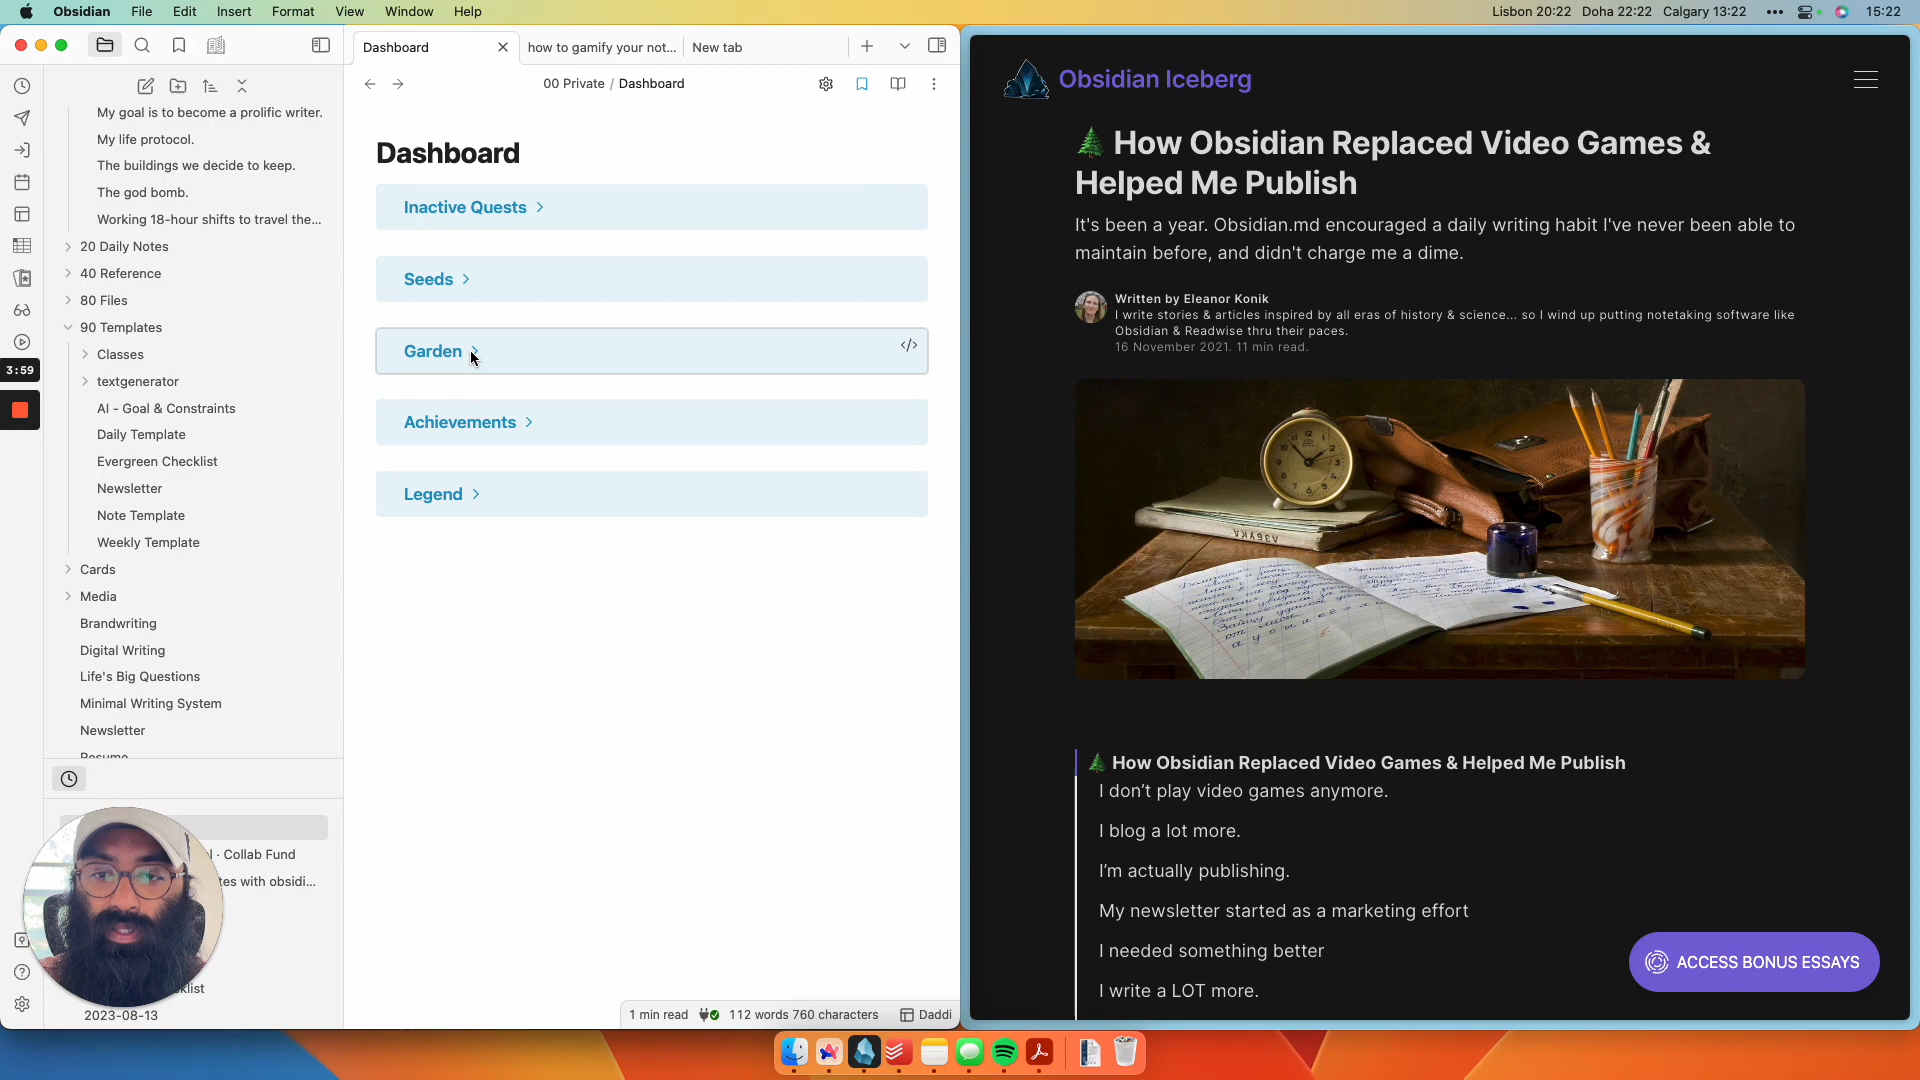 Obsidian File Edit Insert Format View Window Help
Lisbon 20:22 Doha 22:22 Calgary 13:22 15:22
Dashboard
how to gamify your not...
New tab
00 Private / Dashboard
My goal is to become a prolific writer.
My life protocol.
The buildings we decide to keep.
The god bomb.
Working 18-hour shifts to travel the...
20 Daily Notes
40 Reference
80 Files
90 Templates
Classes
textgenerator
AI - Goal & Constraints
Daily Template
Evergreen Checklist
Newsletter
Note Template
Weekly Template
Cards
Media
Brandwriting
Digital Writing
Life's Big Questions
Minimal Writing System
Newsletter
Resume
3:59
l · Collab Fund
tes with obsidi...
klist
2023-08-13
Dashboard
Inactive Quests
Seeds
Garden
</>
Achievements
Legend
1 min read 112 words 760 characters Daddi
Obsidian Iceberg
How Obsidian Replaced Video Games &
Helped Me Publish
It's been a year. Obsidian.md encouraged a daily writing habit I've never been able to
maintain before, and didn't charge me a dime.
Written by Eleanor Konik
I write stories & articles inspired by all eras of history & science... so I wind up putting notetaking software like
Obsidian & Readwise thru their paces.
16 November 2021. 11 min read.
АЗБУКА
How Obsidian Replaced Video Games & Helped Me Publish
I don't play video games anymore.
I blog a lot more.
I'm actually publishing.
My newsletter started as a marketing effort
I needed something better
I write a LOT more.
ACCESS BONUS ESSAYS